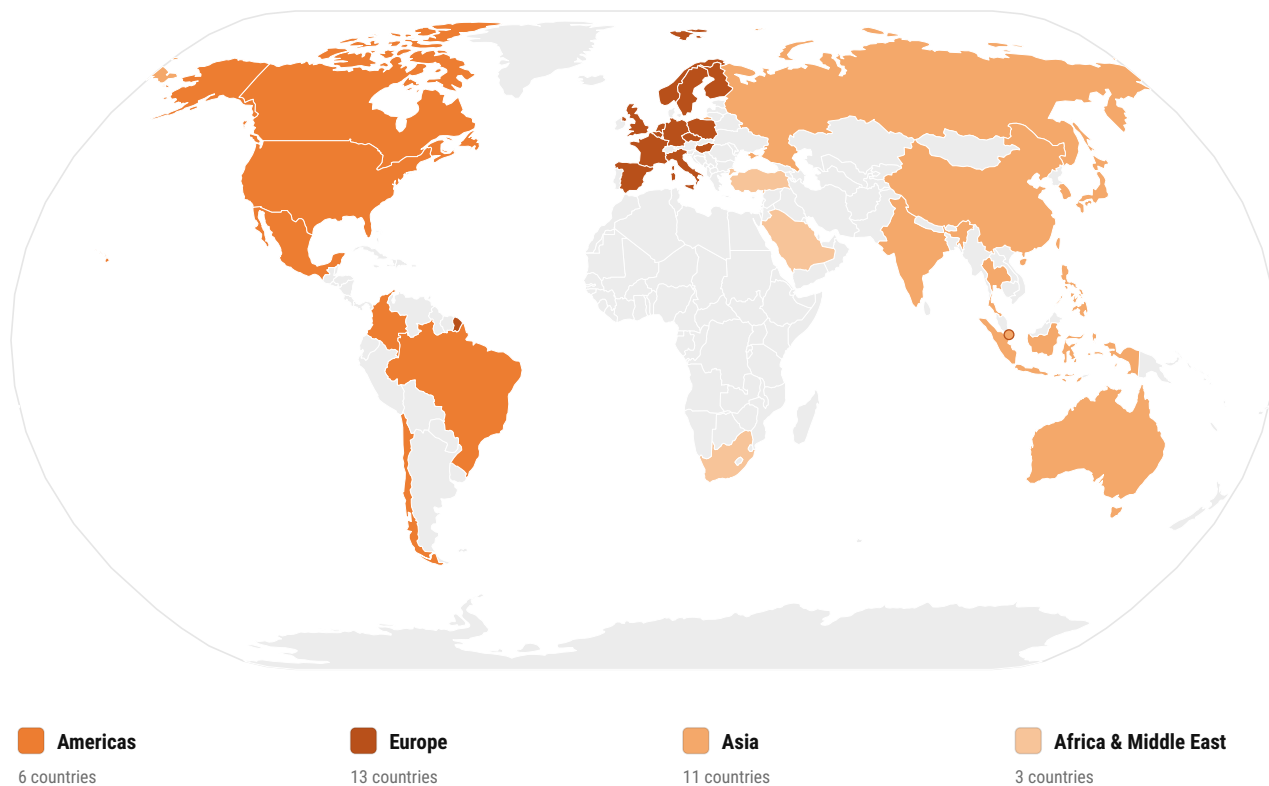 Americas
6 countries
Europe
13 countries
Asia
11 countries
Africa & Middle East
3 countries